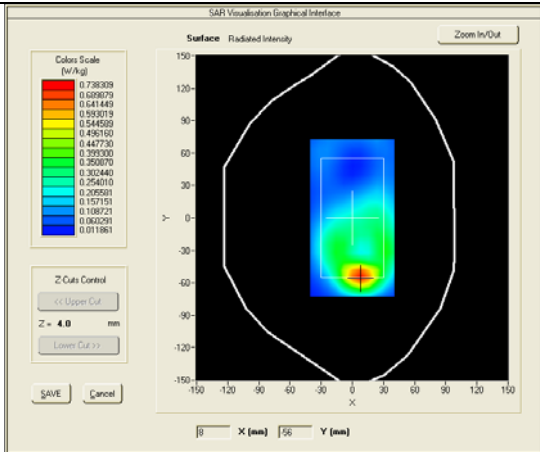 SAR Visualisation Graphical Interface
Surface Radiated Intensity
Zoom In/Out
Colors Scale
(W/kg)
0.738309
0.689879
0.641449
0.593019
0.544589
0.496160
0.447730
0.399300
0.350870
0.302440
0.254010
0.205581
0.157151
0.108721
0.060291
0.011861
Z-Cuts Control
<< Upper Cut
Z = 4.0 mm
Lower Cut >>
SAVE Cancel
150
120
90
60
30
0
-30
-60
-90
-120
-150
Y
-150 -120 -90 -60 -30 0 30 60 90 120 150
X
8 X (mm) -56 Y (mm)